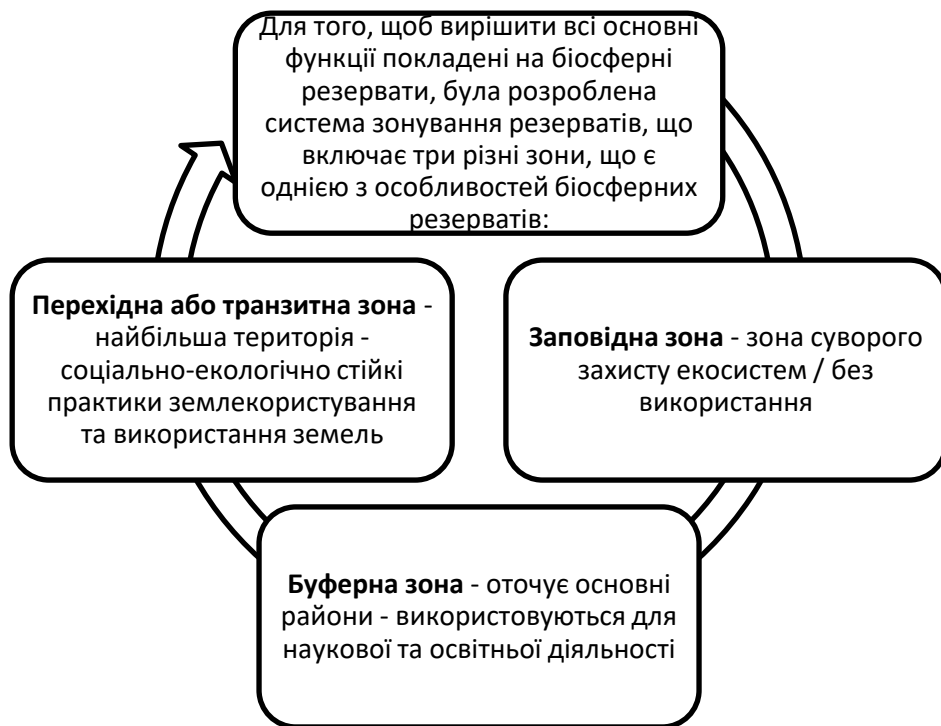 Для того, щоб вирішити всі основні
функції покладені на біосферні
резервати, була розроблена
система зонування резерватів, що
включає три різні зони, що є
однією з особливостей біосферних
резерватів:
Заповідна зона - зона суворого
захисту екосистем / без
використання
Буферна зона - оточує основні
райони - використовуються для
наукової та освітньої діяльності
Перехідна або транзитна зона -
найбільша територія -
соціально-екологічно стійкі
практики землекористування
та використання земель